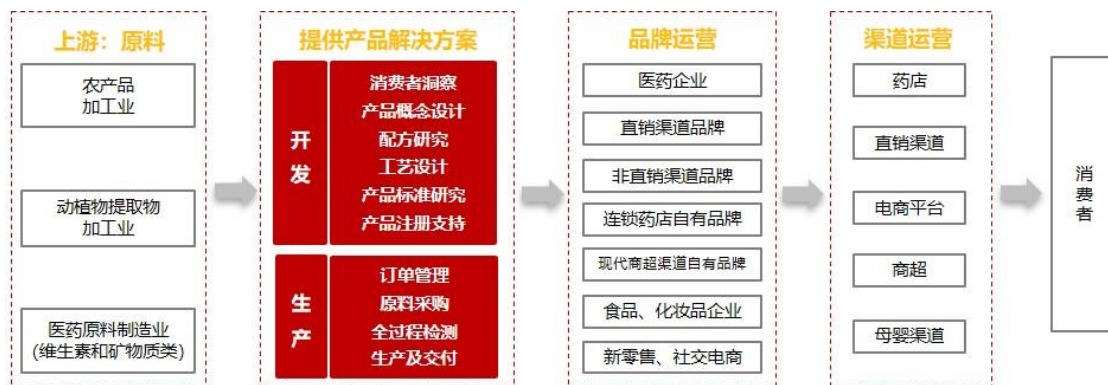 上游：原料
农产品
加工业
动植物提取物
加工业
医药原料制造业
(维生素和矿物质类)
提供产品解决方案
开
发
消费者洞察
产品概念设计
配方研究
工艺设计
产品标准研究
产品注册支持
生
产
订单管理
原料采购
全过程检测
生产及交付
品牌运营
医药企业
直销渠道品牌
非直销渠道品牌
连锁药店自有品牌
现代商超渠道自有品牌
食品、化妆品企业
新零售、社交电商
渠道运营
药店
直销渠道
电商平台
商超
母婴渠道
消
费
者